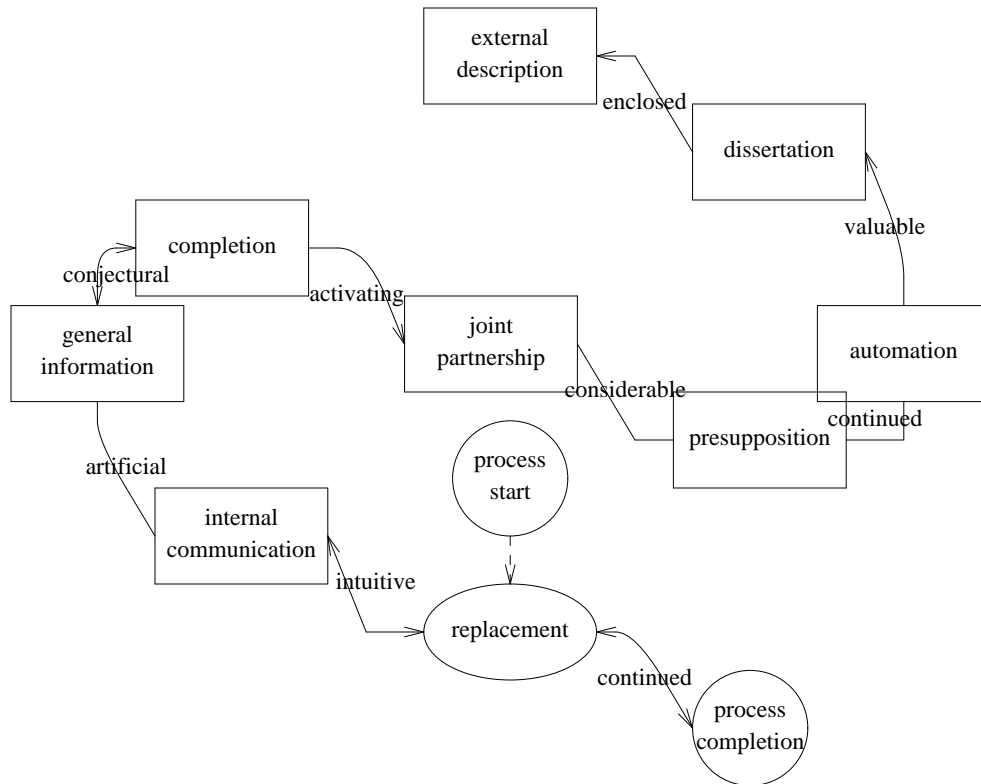 external
description
enclosed
dissertation
valuable
completion
conjectural
activating
general
information
joint
partnership
automation
considerable
continued
presupposition
process
start
artificial
internal
communication
intuitive
replacement
continued
process
completion